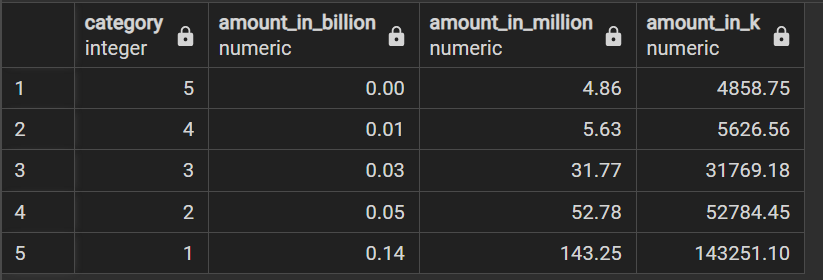 category amount_in_billion amount_in_million amount_in_k
integer numeric numeric numeric
1 5 0.00 4.86 4858.75
2 4 0.01 5.63 5626.56
3 3 0.03 31.77 31769.18
4 2 0.05 52.78 52784.45
5 1 0.14 143.25 143251.10